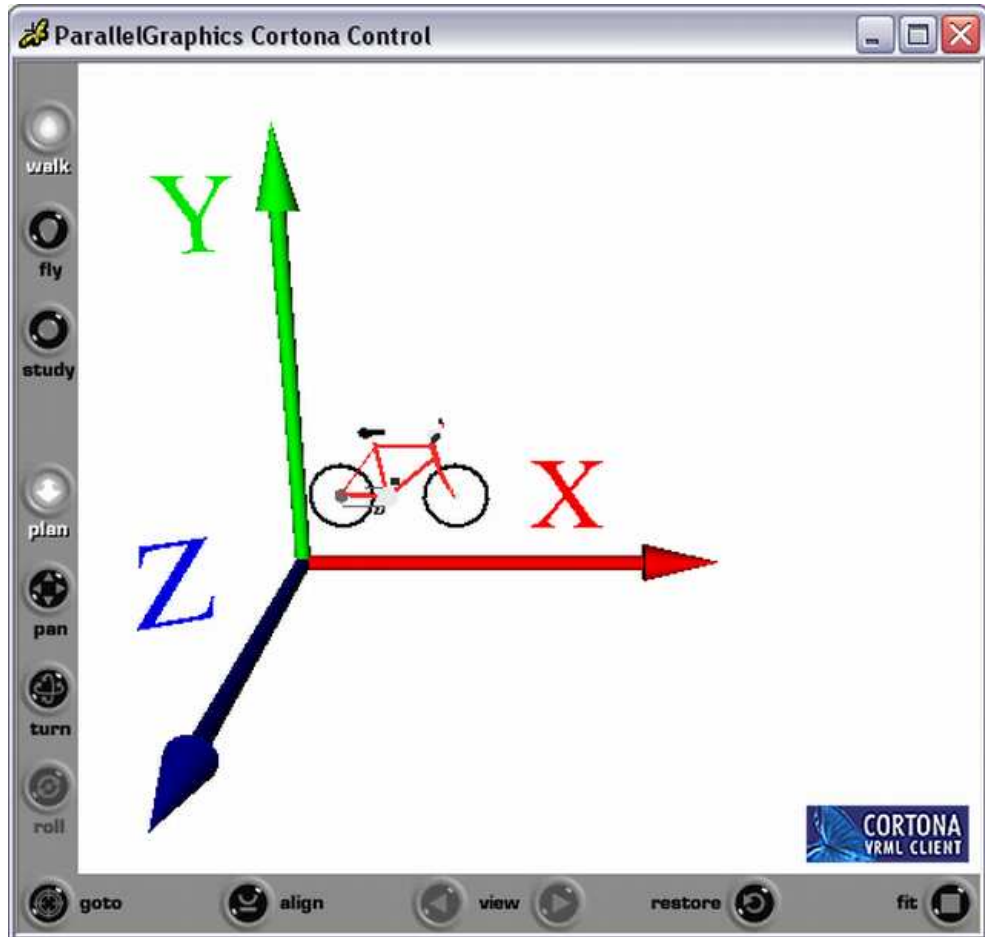 ParallelGraphics Cortona Control
walk
fly
study
plan
pan
turn
roll
Y
X
Z
CORTONA
VRML CLIENT
goto align view restore fit